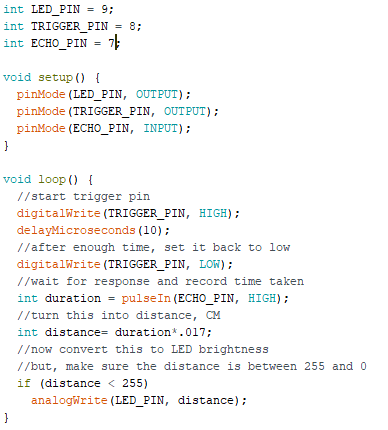 int LED_PIN = 9;
int TRIGGER_PIN = 8;
int ECHO_PIN = 7;

void setup() {
  pinMode(LED_PIN, OUTPUT);
  pinMode(TRIGGER_PIN, OUTPUT);
  pinMode(ECHO_PIN, INPUT);
}

void loop() {
  //start trigger pin
  digitalWrite(TRIGGER_PIN, HIGH);
  delayMicroseconds(10);
  //after enough time, set it back to low
  digitalWrite(TRIGGER_PIN, LOW);
  //wait for response and record time taken
  int duration = pulseIn(ECHO_PIN, HIGH);
  //turn this into distance, CM
  int distance= duration*.017;
  //now convert this to LED brightness
  //but, make sure the distance is between 255 and 0
  if (distance < 255)
    analogWrite(LED_PIN, distance);
}